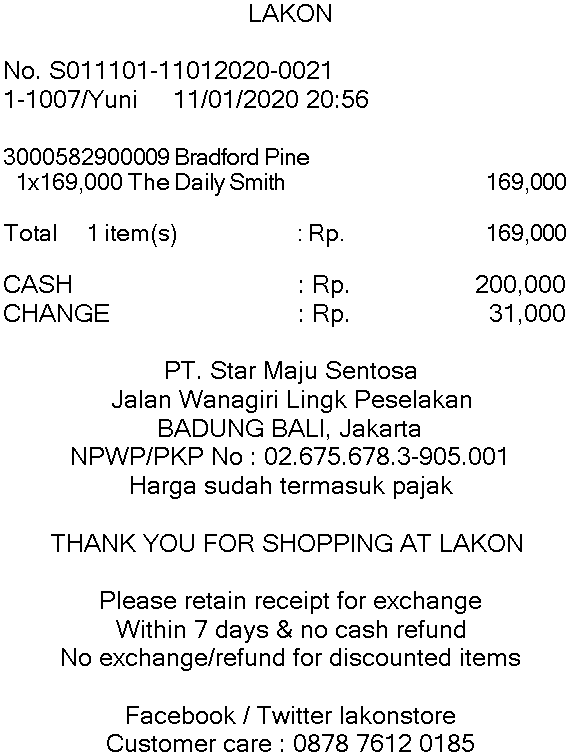 LAKON
No. S011101-11012020-0021
1-1007/Yuni 11/01/2020 20:56
3000582900009 Bradford Pine
1x169,000 The Daily Smith 169,000
Total 1 item(s) : Rp. 169,000
CASH : Rp. 200,000
CHANGE : Rp. 31,000
PT. Star Maju Sentosa
Jalan Wanagiri Lingk Peselakan
BADUNG BALI, Jakarta
NPWP/PKP No : 02.675.678.3-905.001
Harga sudah termasuk pajak
THANK YOU FOR SHOPPING AT LAKON
Please retain receipt for exchange
Within 7 days & no cash refund
No exchange/refund for discounted items
Facebook / Twitter lakonstore
Customer care : 0878 7612 0185